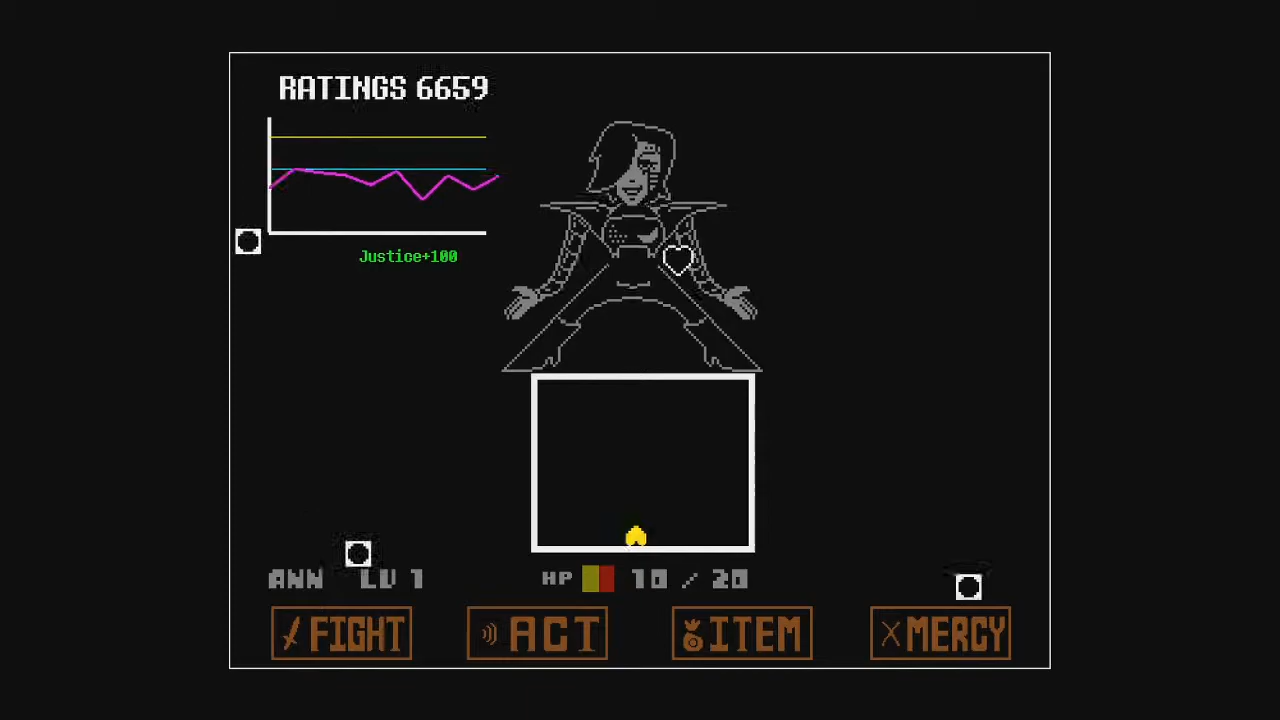 RATINGS 6659
Justice+100
ANN LV 1 HP 10 / 20
FIGHT ACT ITEM MERCY